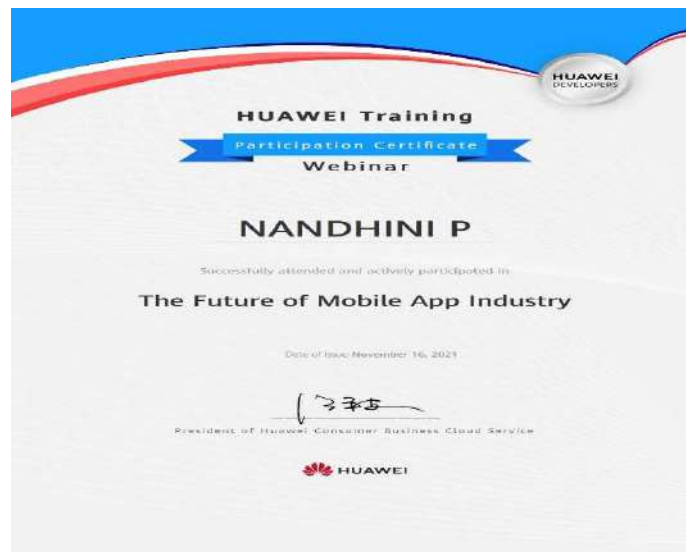 HUAWEI
DEVELOPERS
HUAWEI Training
Participation Certificate
Webinar
NANDHINI P
Successfully attended and actively participated in
The Future of Mobile App Industry
Date of Issue November 16, 2021
President of Huawei Consumer Business Cloud Service
HUAWEI